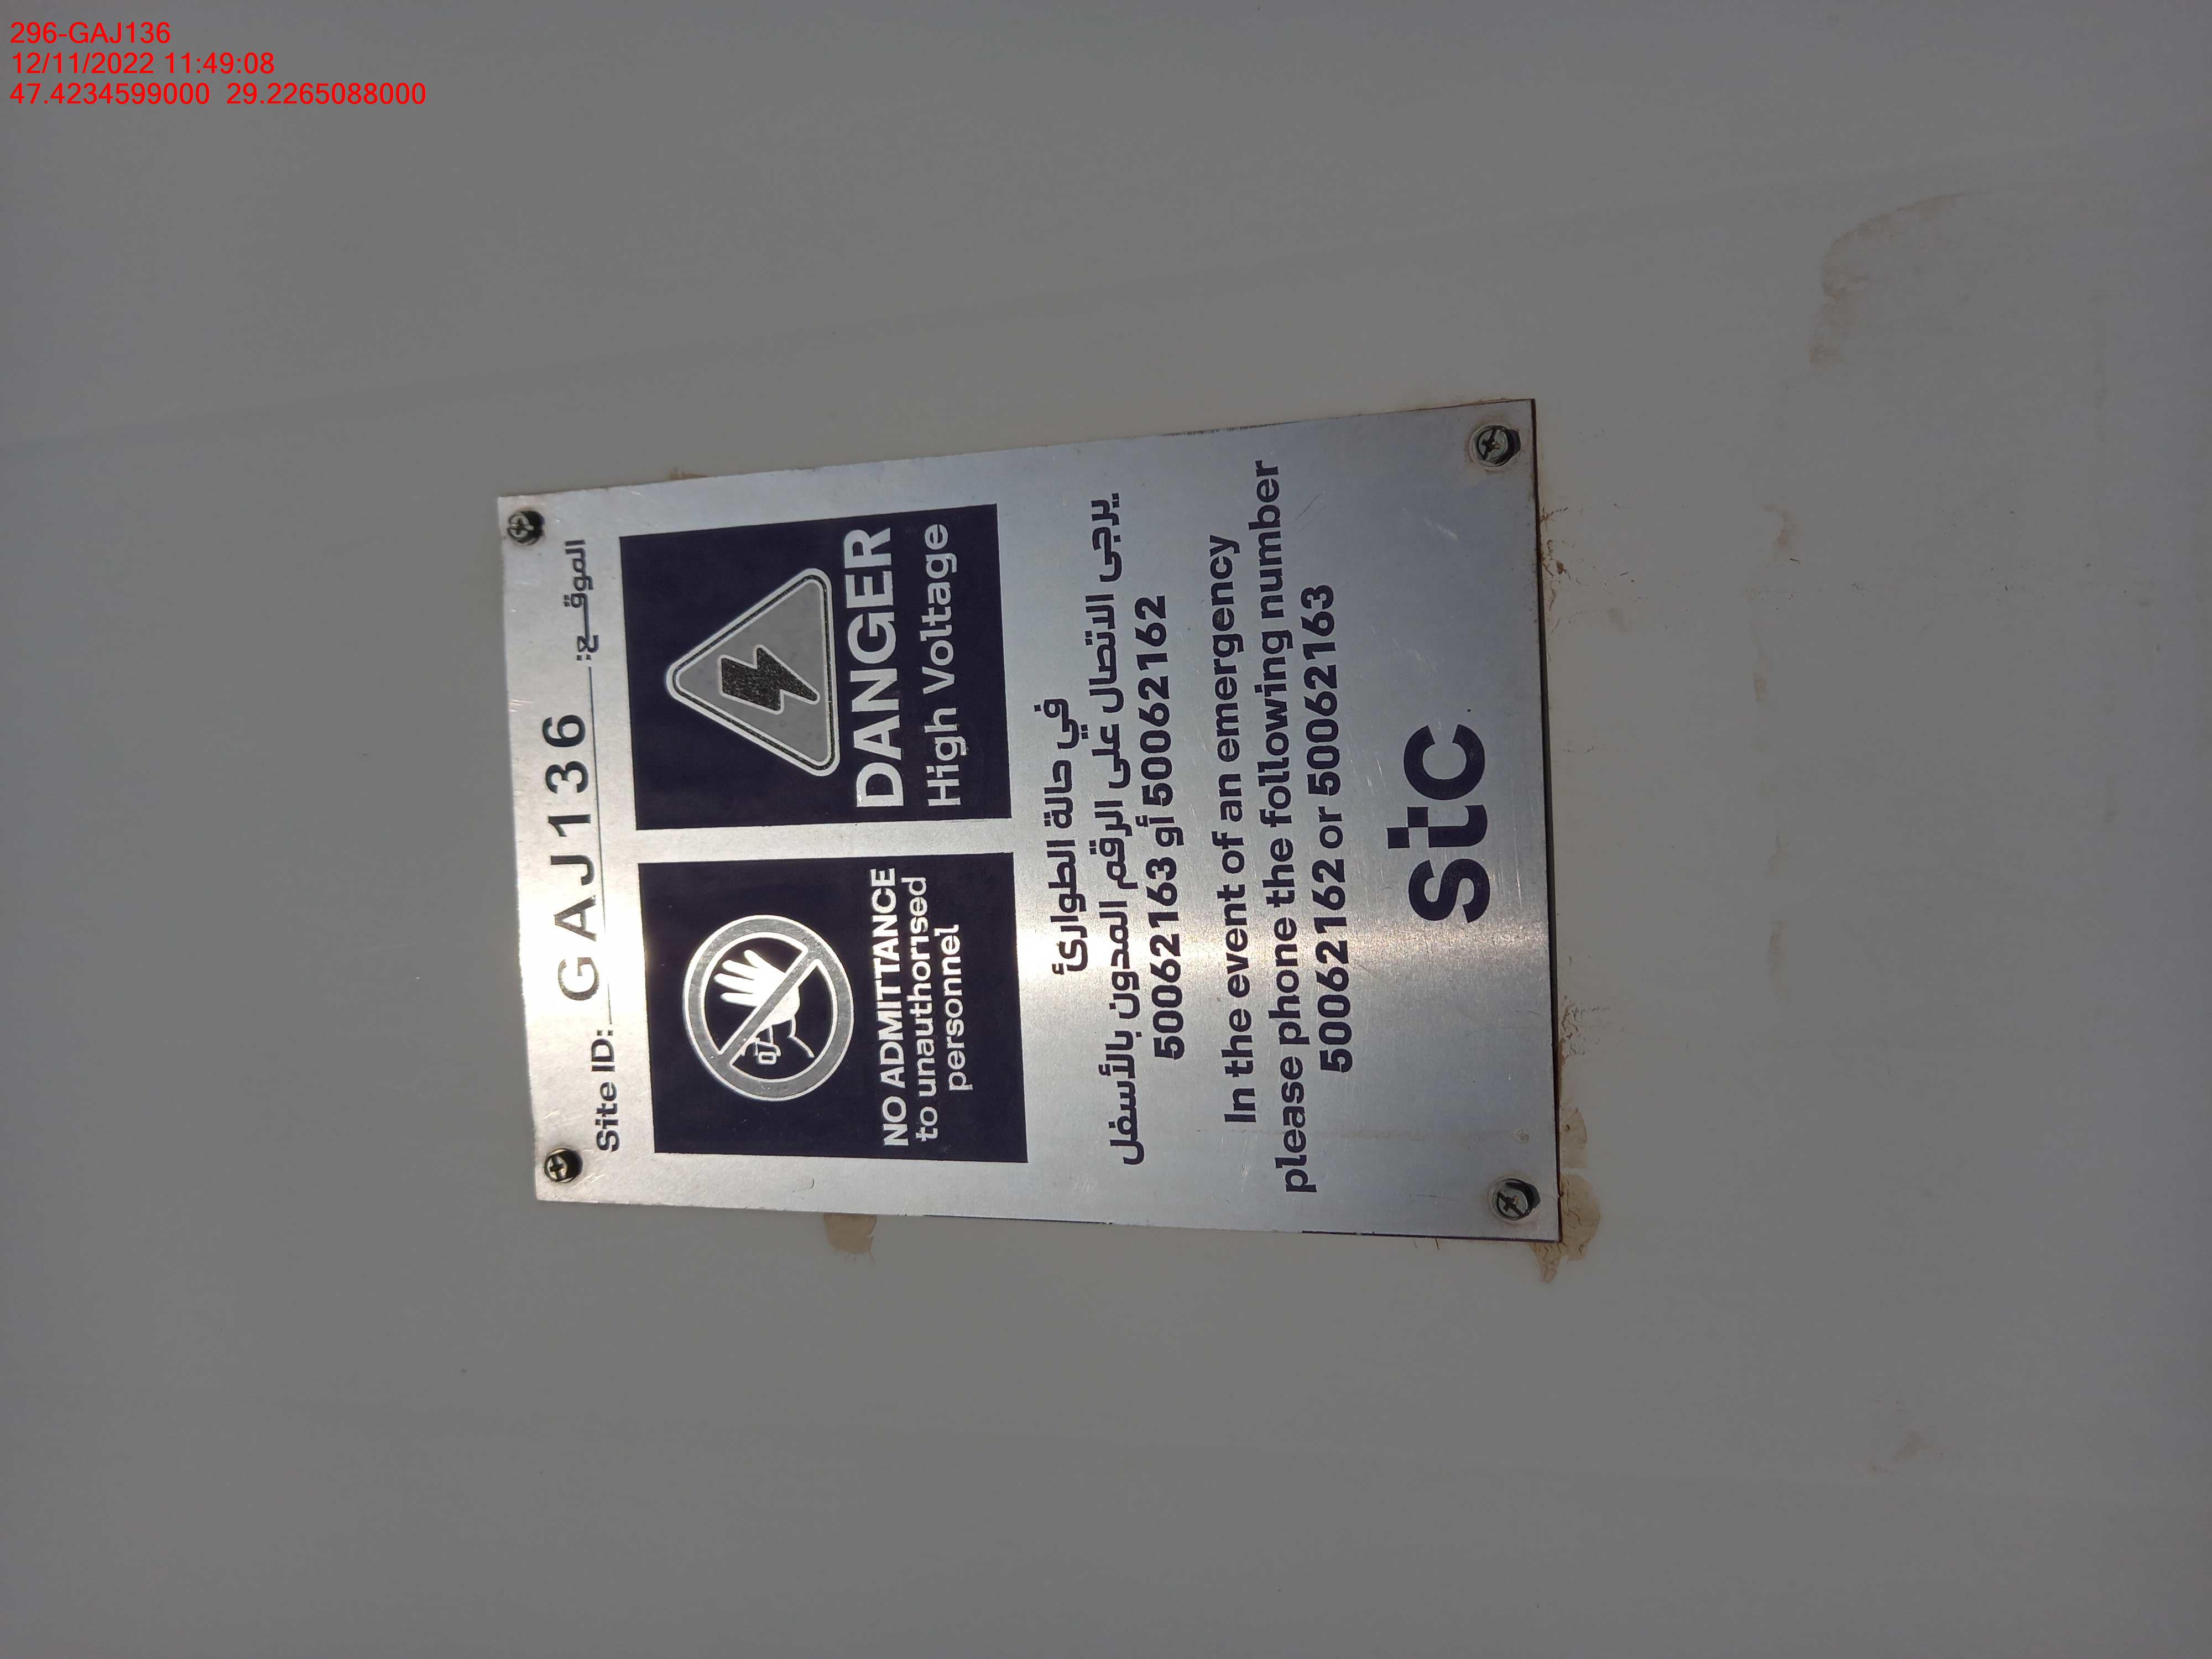 296-GAJ136
12/11/2022 11:49:08
47.4234599000 29.2265088000
Site ID: GAJ136 الموقـــع:
NO ADMITTANCE
to unauthorised
personnel
DANGER
High Voltage
في حالة الطوارئ
يرجى الاتصال على الرقم المدون بالأسفل
50062163 أو 50062162
In the event of an emergency
please phone the following number
50062162 or 50062163
stc